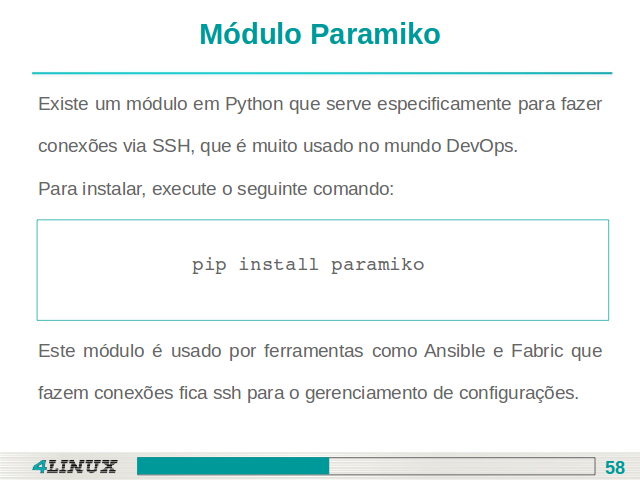 Módulo Paramiko
Existe um módulo em Python que serve especificamente para fazer
conexões via SSH, que é muito usado no mundo DevOps.
Para instalar, execute o seguinte comando:
pip install paramiko
Este módulo é usado por ferramentas como Ansible e Fabric que
fazem conexões fica ssh para o gerenciamento de configurações.
4LINUX
58